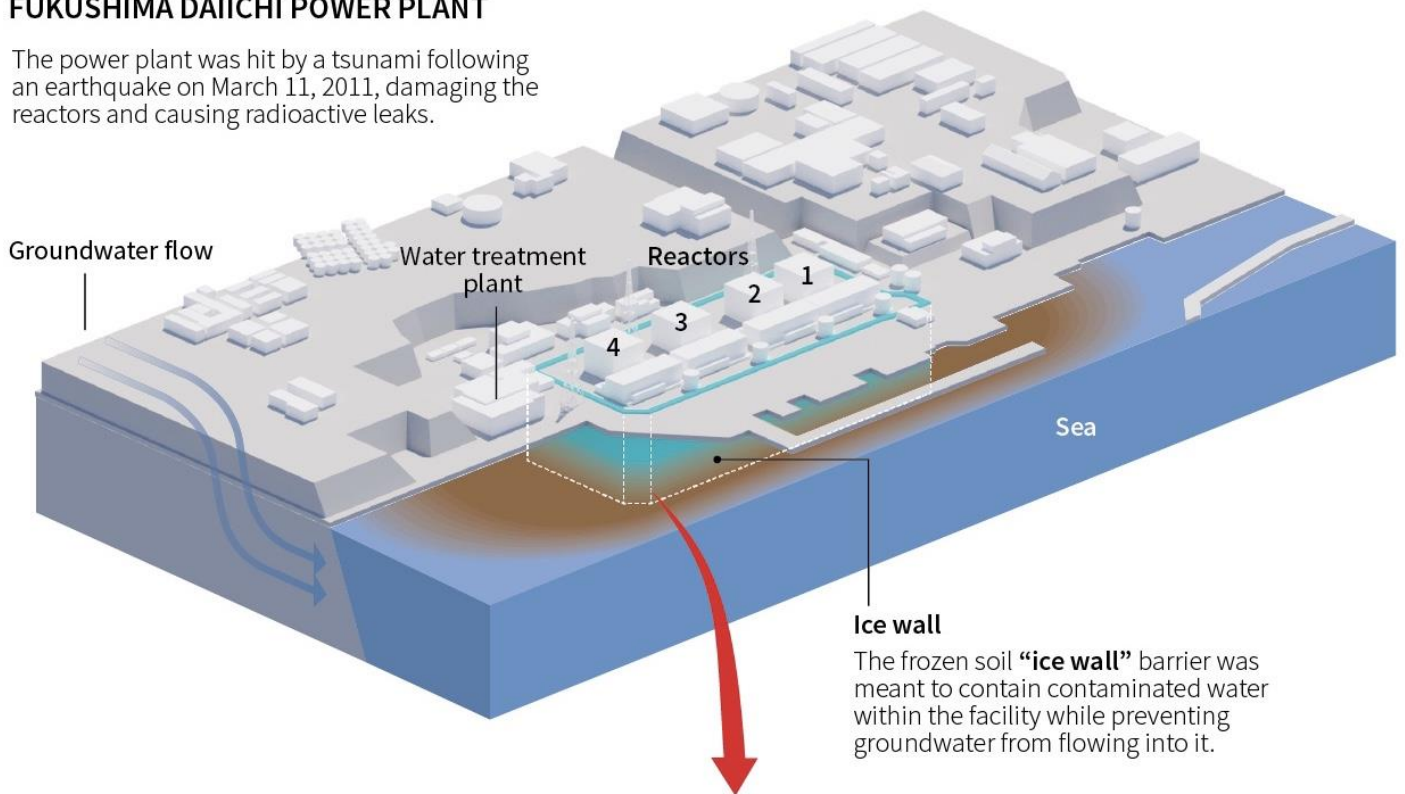 FUKUSHIMA DAIICHI POWER PLANT
The power plant was hit by a tsunami following
an earthquake on March 11, 2011, damaging the
reactors and causing radioactive leaks.
Groundwater flow
Water treatment
plant
Reactors
1
2
3
4
Sea
Ice wall
The frozen soil “ice wall” barrier was
meant to contain contaminated water
within the facility while preventing
groundwater from flowing into it.